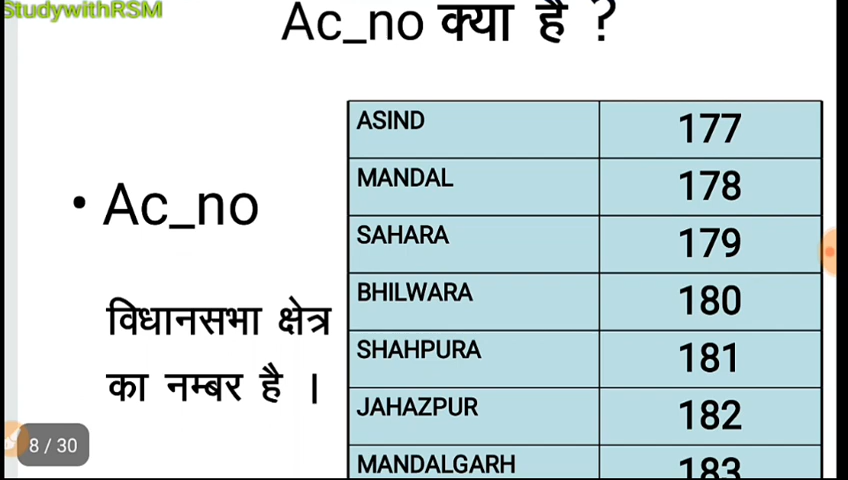 StudywithRSM
Ac_no क्या है ?
• Ac_no
विधानसभा क्षेत्र
का नम्बर है ।
ASIND 177
MANDAL 178
SAHARA 179
BHILWARA 180
SHAHPURA 181
JAHAZPUR 182
MANDALGARH 183
8 / 30